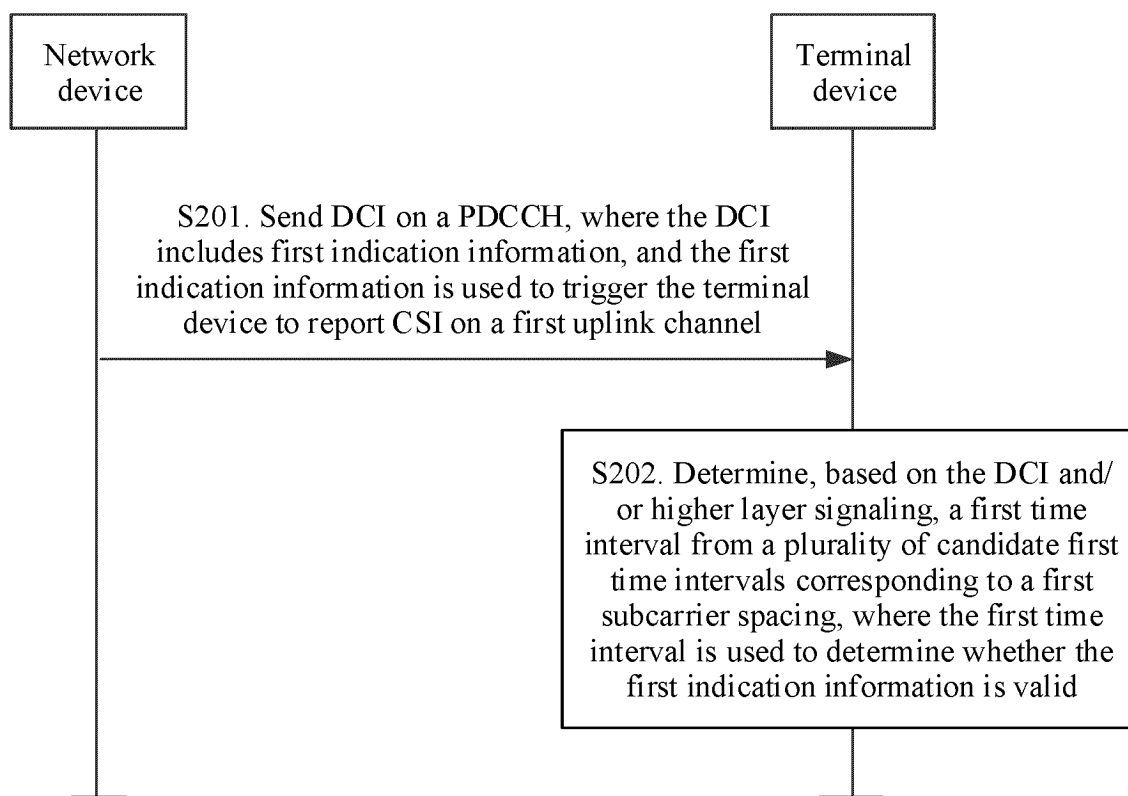 Network
device
Terminal
device
S201. Send DCI on a PDCCH, where the DCI
includes first indication information, and the first
indication information is used to trigger the terminal
device to report CSI on a first uplink channel
S202. Determine, based on the DCI and/
or higher layer signaling, a first time
interval from a plurality of candidate first
time intervals corresponding to a first
subcarrier spacing, where the first time
interval is used to determine whether the
first indication information is valid